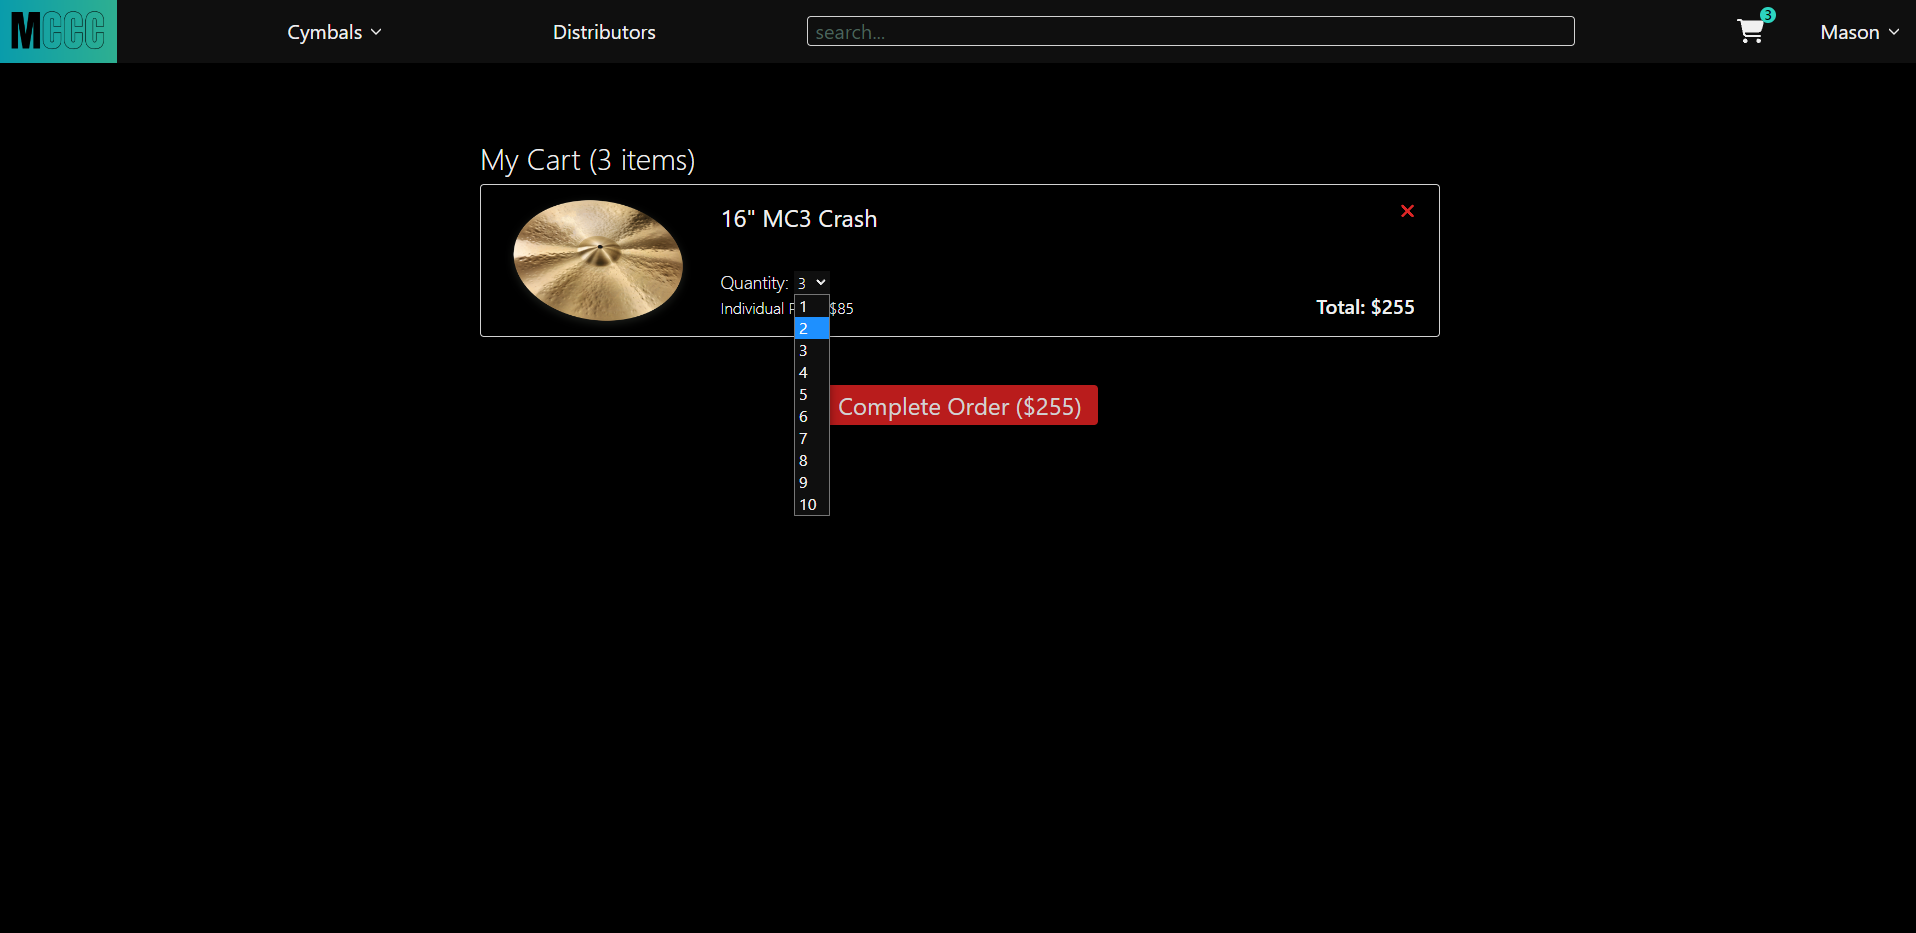 MCCC
Cymbals
Distributors
search...
3
Mason
My Cart (3 items)
16" MC3 Crash
Quantity: 3
Individual P
$85
Total: $255
1
2
3
4
5
6
7
8
9
10
Complete Order ($255)